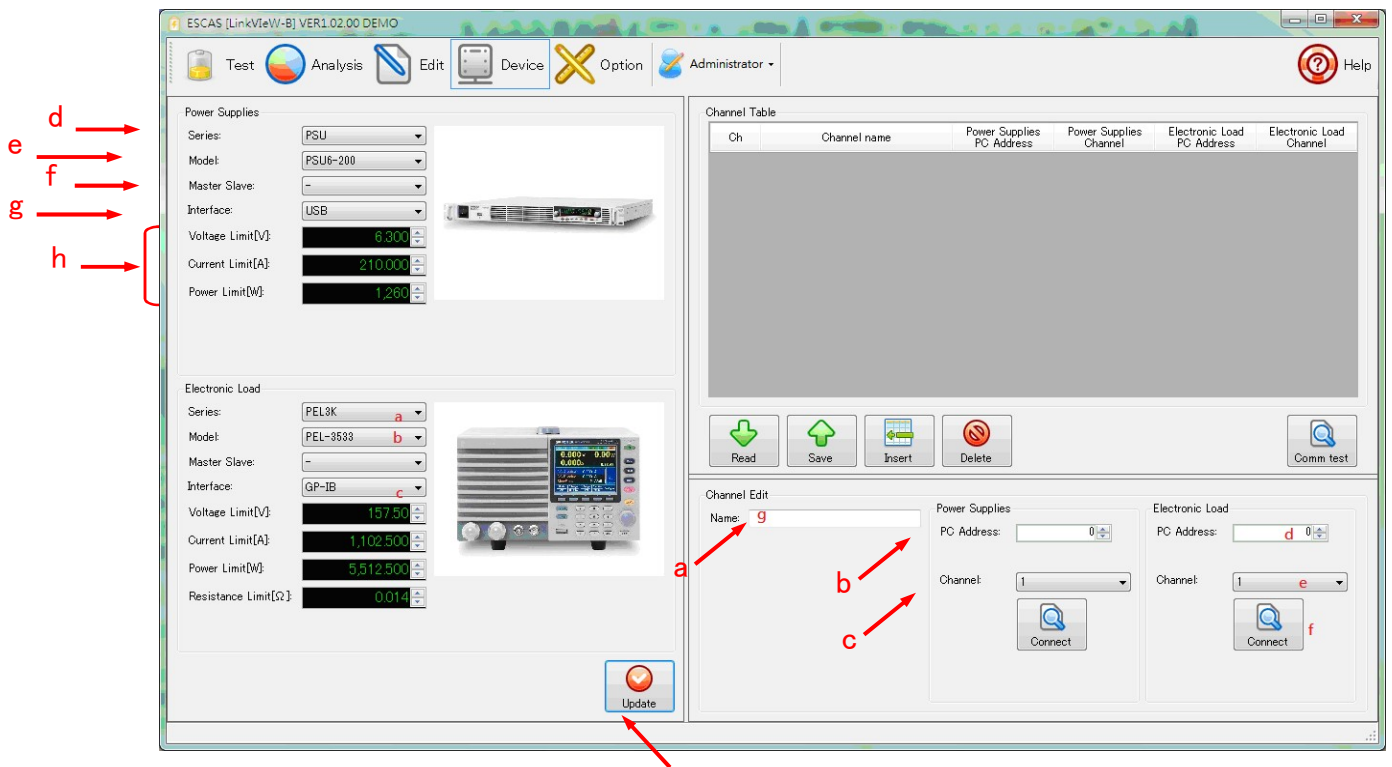 ESCAS [LinkVIeW-B] VER1.02.00 DEMO
Test Analysis Edit Device Option Administrator Help
d
e
f
g
h
Power Supplies
Series: PSU
Model: PSU6-200
Master Slave: -
Interface: USB
Voltage Limit[V]: 6.300
Current Limit[A]: 210.000
Power Limit[W]: 1,260
Electronic Load
Series: PEL3K a
Model: PEL-3533 b
Master Slave: -
Interface: GP-IB c
Voltage Limit[V]: 157.50
Current Limit[A]: 1,102.500
Power Limit[W]: 5,512.500
Resistance Limit[Ω]: 0.014
Update
Channel Table
Ch Channel name Power Supplies PC Address Power Supplies Channel Electronic Load PC Address Electronic Load Channel
Read Save Insert Delete Comm test
Channel Edit
Name: g
a
b
c
Power Supplies
PC Address: 0
Channel: 1
Connect
Electronic Load
PC Address: d 0
Channel: 1 e
Connect f